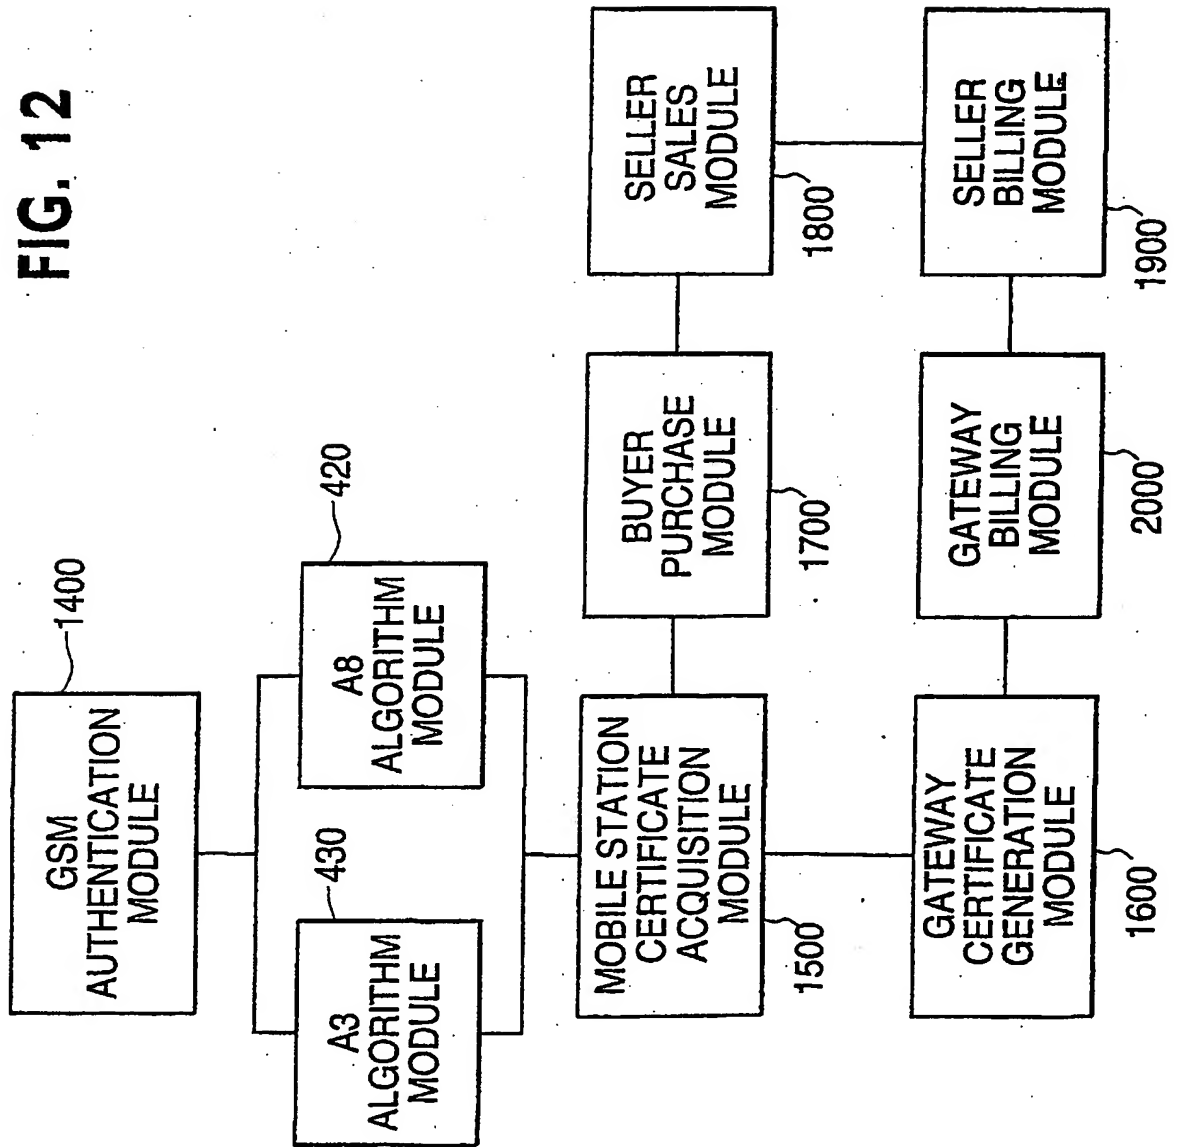 FIG. 12
GSM
AUTHENTICATION
MODULE
1400
A3
ALGORITHM
MODULE
430
A8
ALGORITHM
MODULE
420
MOBILE STATION
CERTIFICATE
ACQUISITION
MODULE
1500
BUYER
PURCHASE
MODULE
1700
SELLER
SALES
MODULE
1800
GATEWAY
CERTIFICATE
GENERATION
MODULE
1600
GATEWAY
BILLING
MODULE
2000
SELLER
BILLING
MODULE
1900